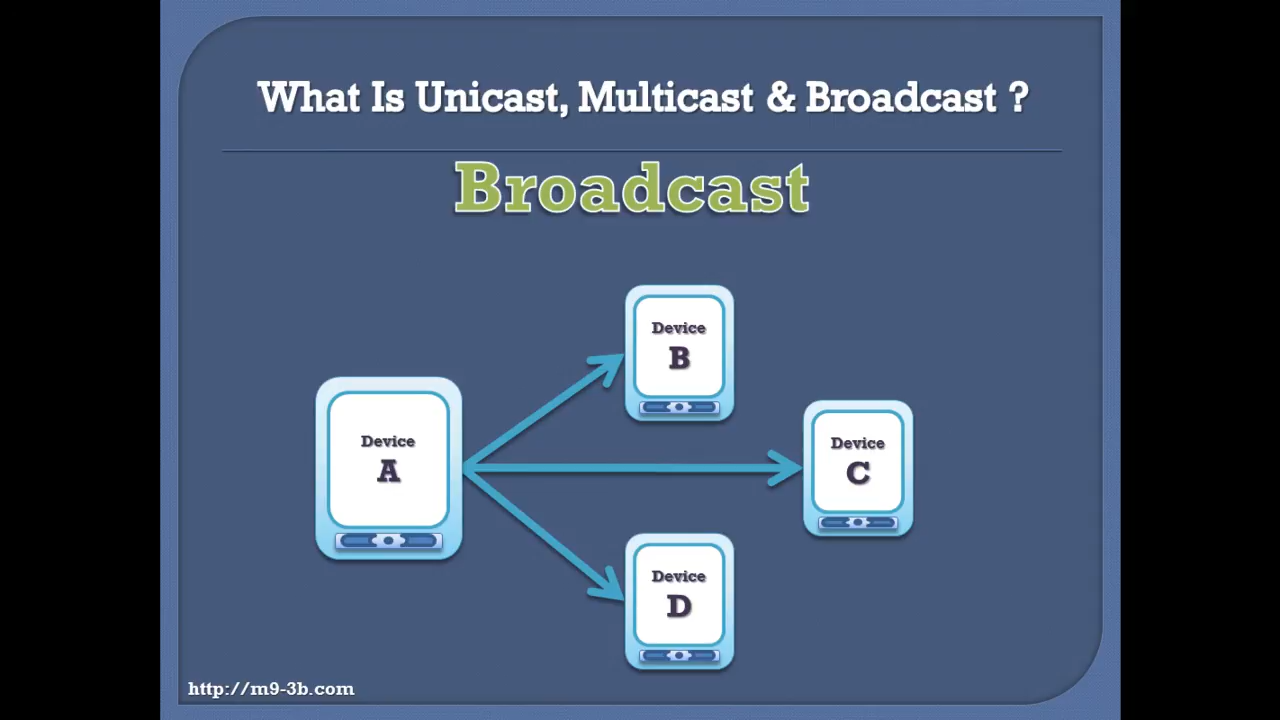 What Is Unicast, Multicast & Broadcast ?
Broadcast
Device
B
Device
A
Device
C
Device
D
http://m9-3b.com